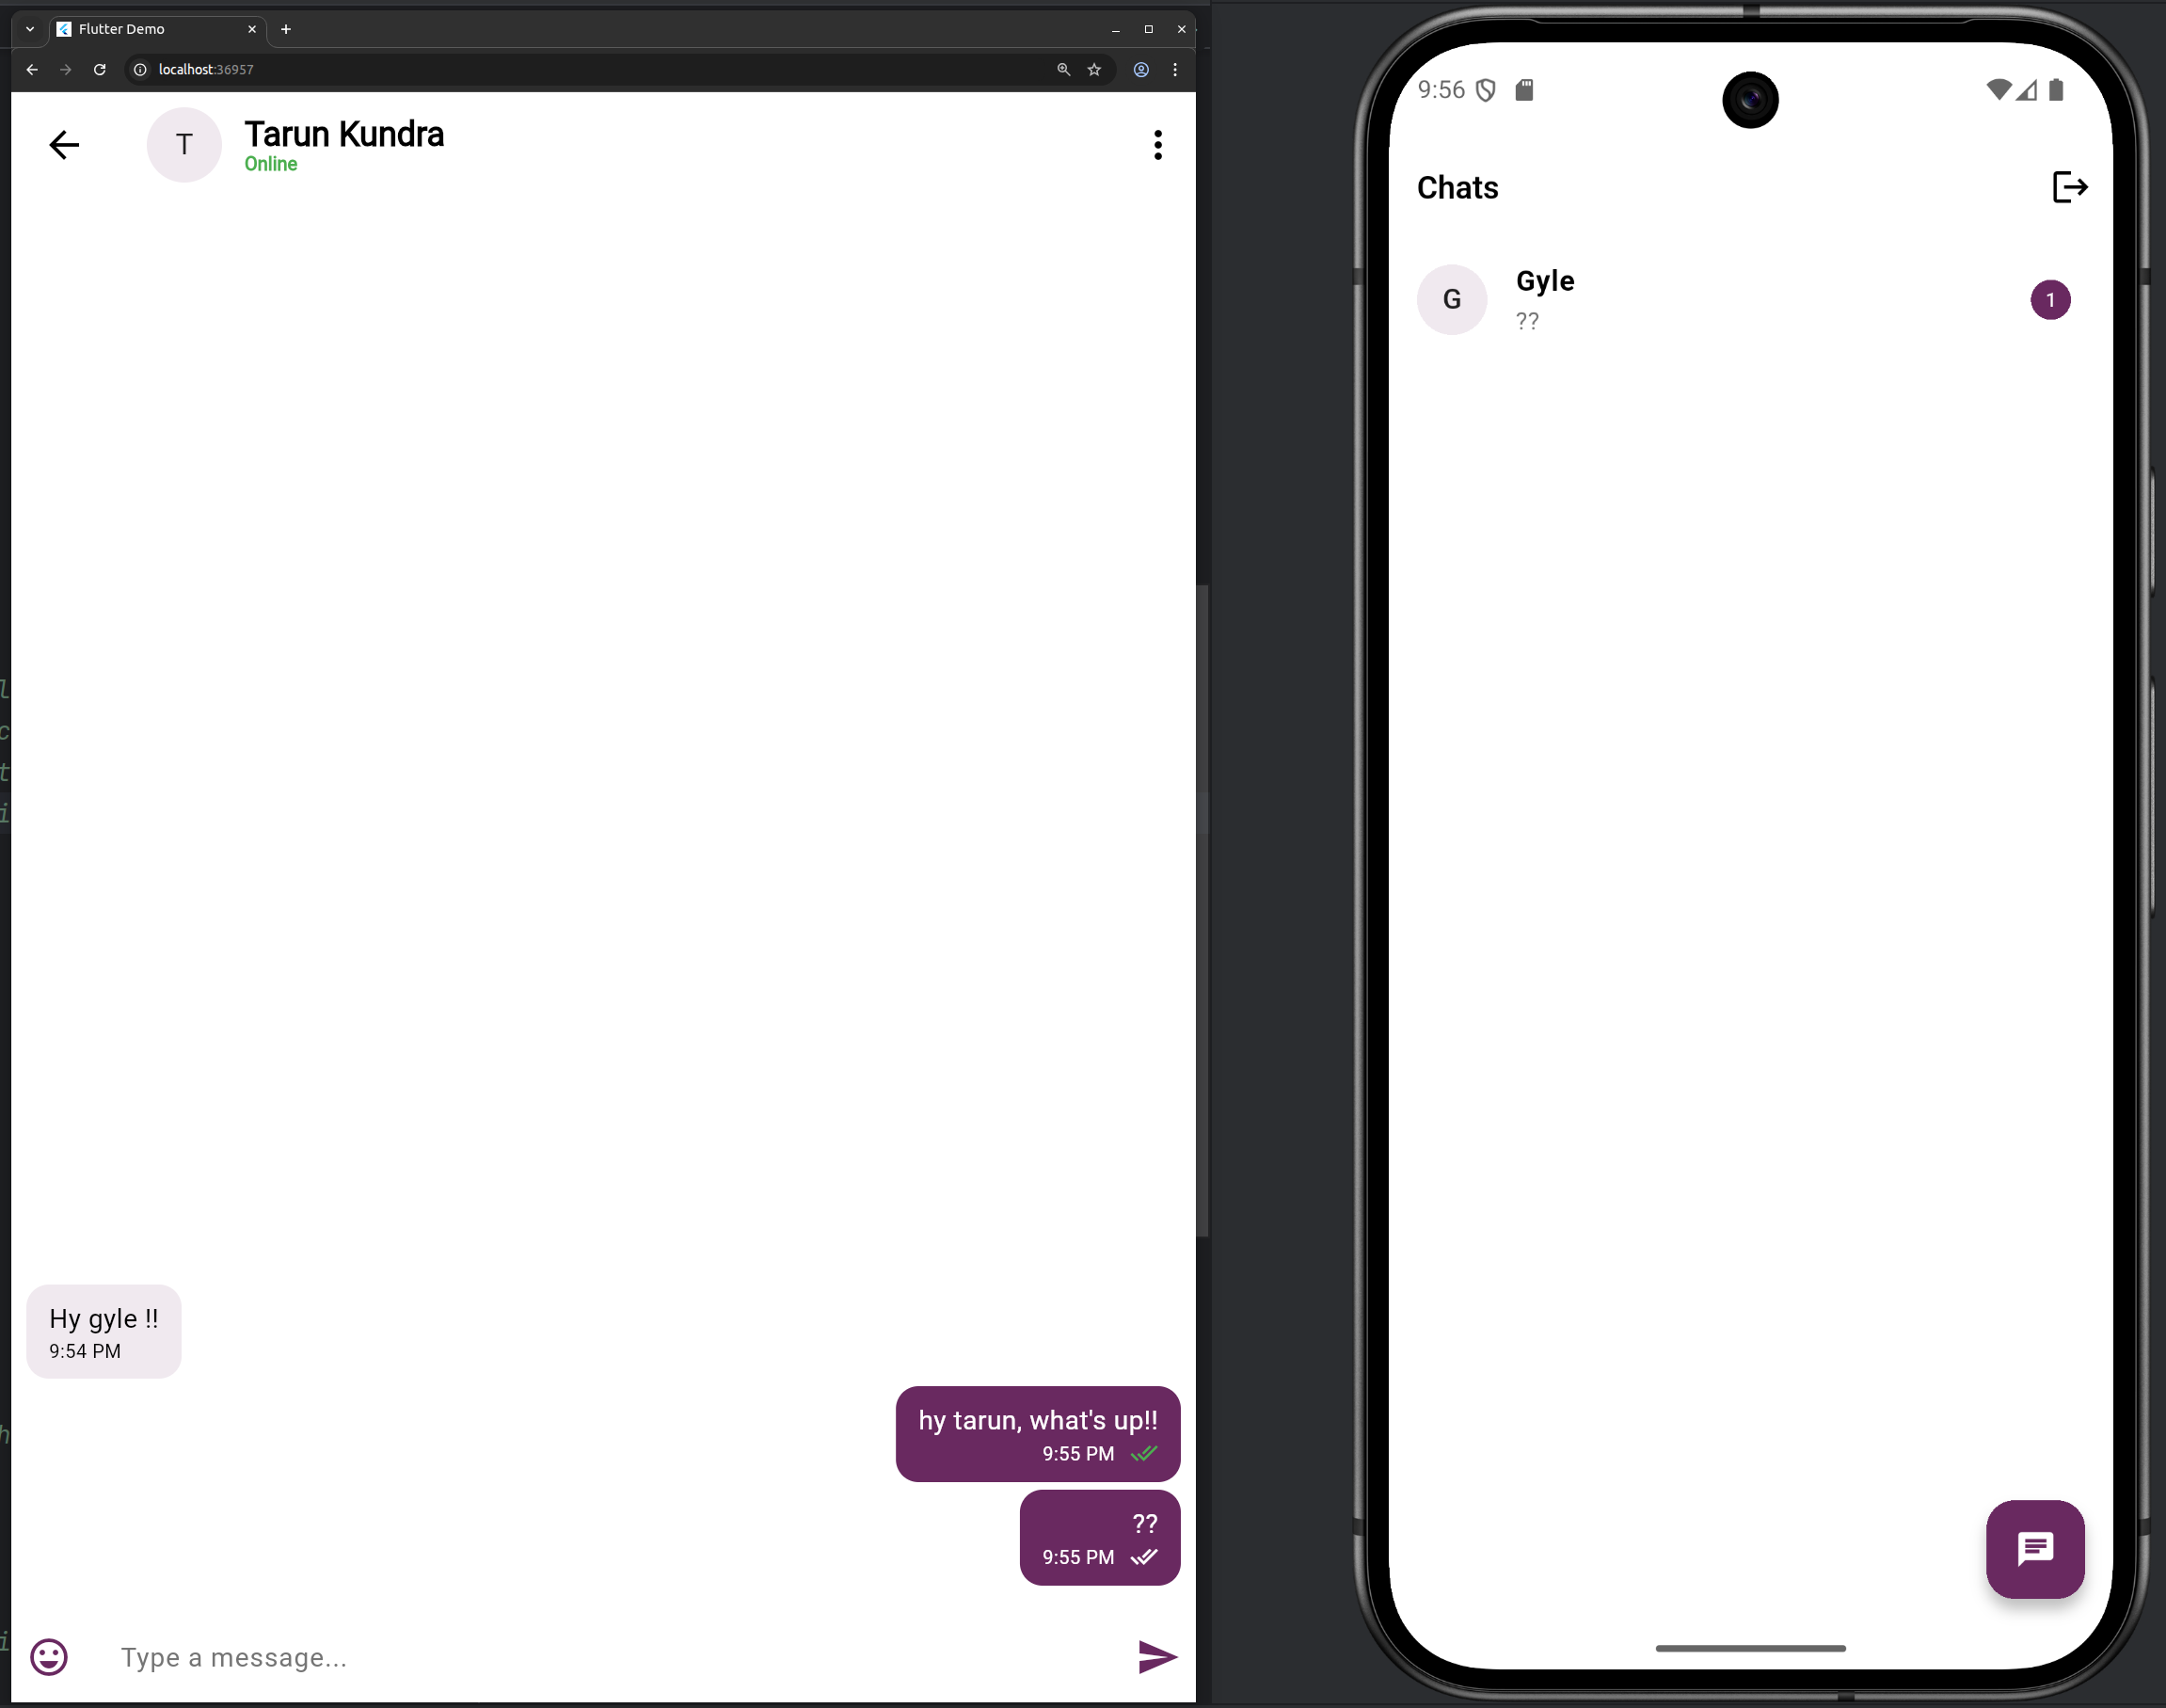 Flutter Demo
localhost:36957
T
Tarun Kundra
Online
Hy gyle !!
9:54 PM
hy tarun, what's up!!
9:55 PM
??
9:55 PM
Type a message...
9:56
Chats
G
Gyle
??
1